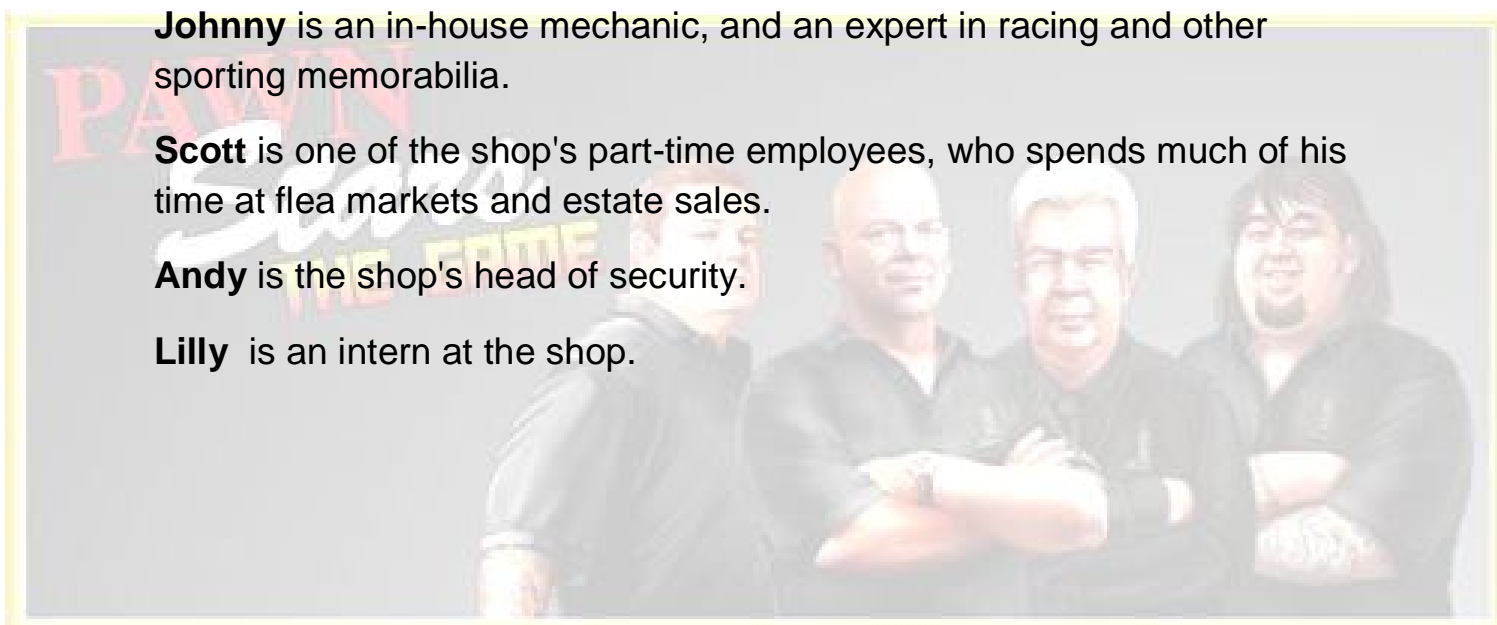 Johnny is an in-house mechanic, and an expert in racing and other
sporting memorabilia.
PAWN
Scott is one of the shop's part-time employees, who spends much of his
time at flea markets and estate sales.
Stars
THE GAME
Andy is the shop's head of security.
Lilly is an intern at the shop.